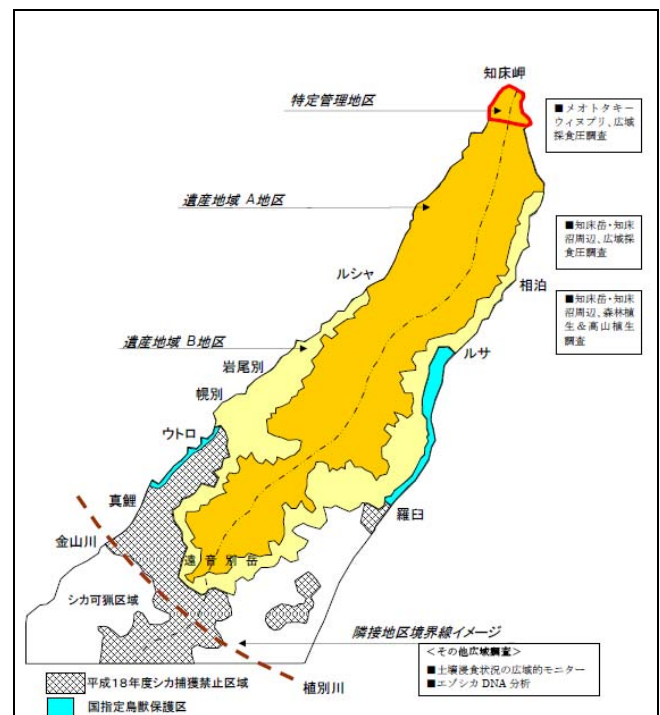 知床岬
特定管理地区
■メオトタキー
ウィヌプリ、広域
採食圧調査
遺産地域 A地区
■知床岳・知床
沼周辺、広域採
食圧調査
ルシャ
相泊
■知床岳・知床
沼周辺、森林植
生＆高山植生
調査
遺産地域 B地区
ルサ
岩尾別
幌別
ウトロ
真鯉
羅臼
金山川
遠音別岳
シカ可猟区域
隣接地区境界線イメージ
＜その他広域調査＞
■土壌浸食状況の広域的モニター
■エゾシカ DNA 分析
平成18年度シカ捕獲禁止区域
植別川
国指定鳥獣保護区